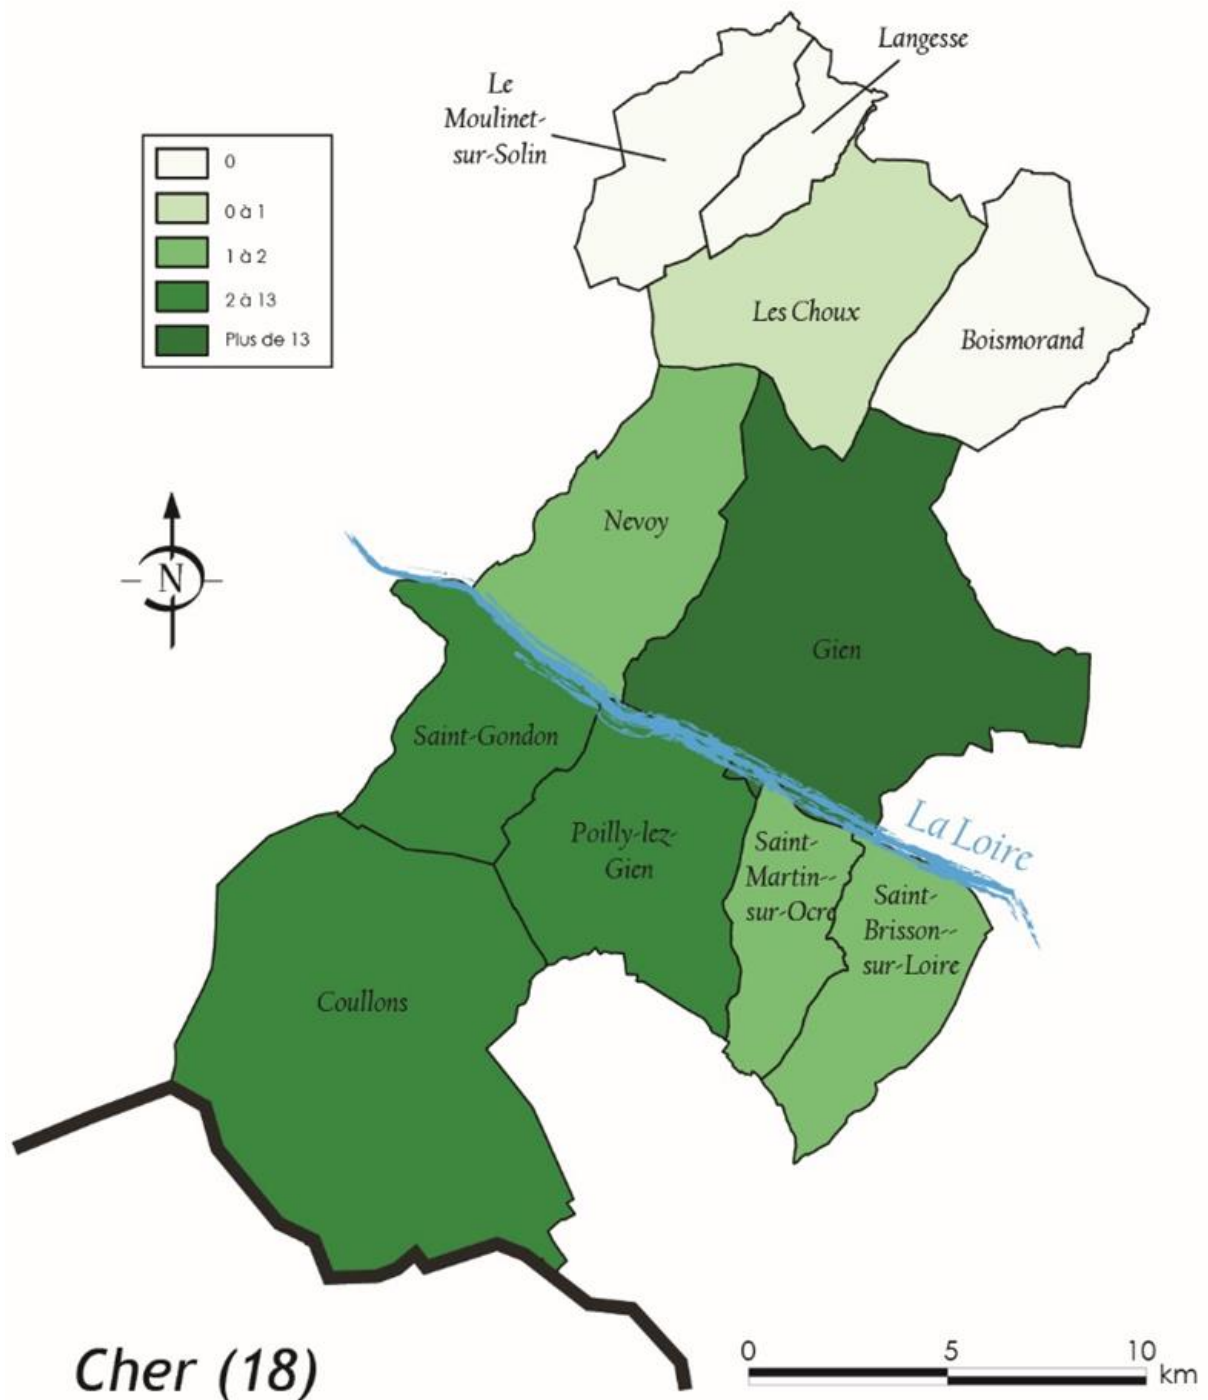 Langesse
Le
Moulinet-
sur-Solin
0
0 à 1
1 à 2
2 à 13
Plus de 13
Les Choux
Boismorand
Nevoy
N
Gien
Saint-Gondon
La Loire
Poilly-lez-
Gien
Saint-
Martin--
sur-Ocre
Saint-
Brisson--
sur-Loire
Coullons
Cher (18)
0 5 10
km